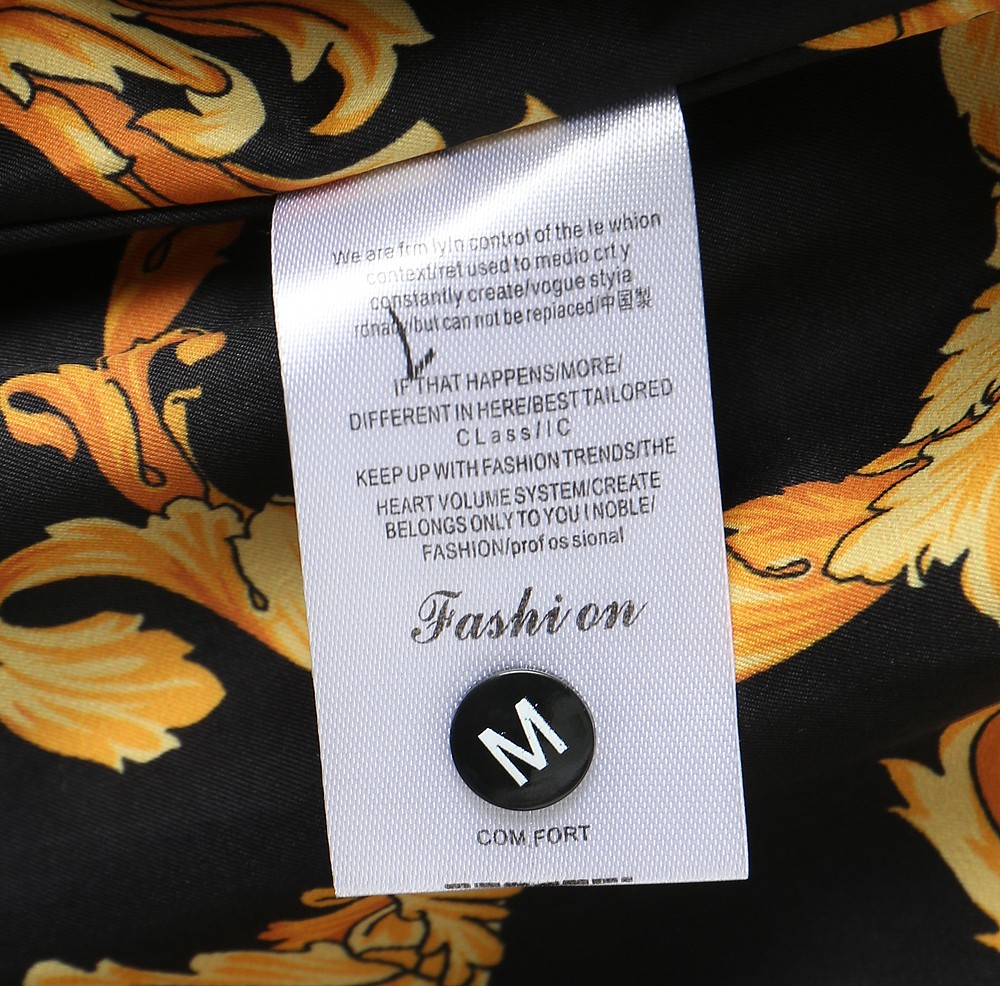 We are frm lyln control of the le whion
context/ret used to medio crt y
constantly create/vogue styia
rdnary/but can not be replaced/中国製
L
IF THAT HAPPENS/MORE/
DIFFERENT IN HERE/BEST TAILORED
CLass/IC
KEEP UP WITH FASHION TRENDS/THE
HEART VOLUME SYSTEM/CREATE
BELONGS ONLY TO YOU I NOBLE/
FASHION/prof os sional
Fashi on
M
COM FORT